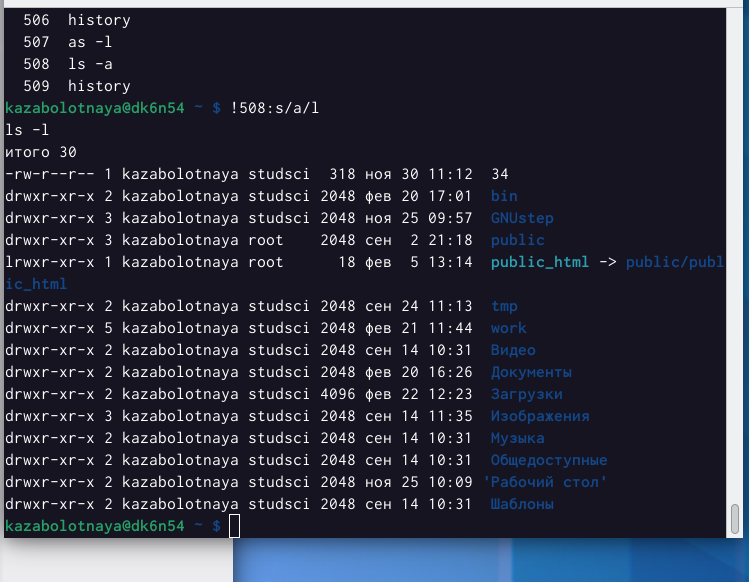 506  history
507  as -l
508  ls -a
509  history
kazabolotnaya@dk6n54 ~ $ !508:s/a/l
ls -l
итого 30
-rw-r--r-- 1 kazabolotnaya studsci  318 ноя 30 11:12  34
drwxr-xr-x 2 kazabolotnaya studsci 2048 фев 20 17:01  bin
drwxr-xr-x 3 kazabolotnaya studsci 2048 ноя 25 09:57  GNUstep
drwxr-xr-x 3 kazabolotnaya root    2048 сен  2 21:18  public
lrwxr-xr-x 1 kazabolotnaya root      18 фев  5 13:14  public_html -> public/publ
ic_html
drwxr-xr-x 2 kazabolotnaya studsci 2048 сен 24 11:13  tmp
drwxr-xr-x 5 kazabolotnaya studsci 2048 фев 21 11:44  work
drwxr-xr-x 2 kazabolotnaya studsci 2048 сен 14 10:31  Видео
drwxr-xr-x 2 kazabolotnaya studsci 2048 фев 20 16:26  Документы
drwxr-xr-x 2 kazabolotnaya studsci 4096 фев 22 12:23  Загрузки
drwxr-xr-x 3 kazabolotnaya studsci 2048 сен 14 11:35  Изображения
drwxr-xr-x 2 kazabolotnaya studsci 2048 сен 14 10:31  Музыка
drwxr-xr-x 2 kazabolotnaya studsci 2048 сен 14 10:31  Общедоступные
drwxr-xr-x 2 kazabolotnaya studsci 2048 ноя 25 10:09 'Рабочий стол'
drwxr-xr-x 2 kazabolotnaya studsci 2048 сен 14 10:31  Шаблоны
kazabolotnaya@dk6n54 ~ $